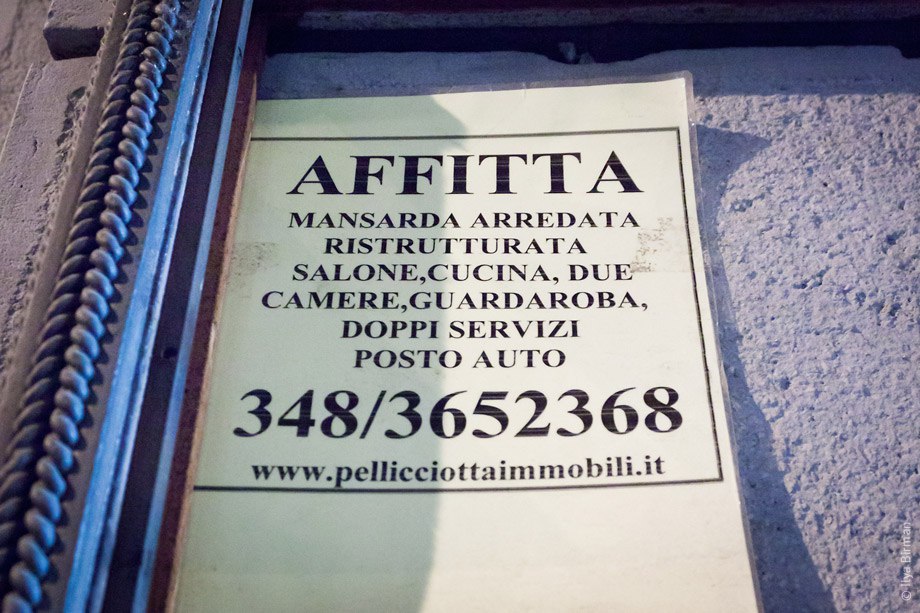 AFFITTA
MANSARDA ARREDATA
RISTRUTTURATA
SALONE,CUCINA, DUE
CAMERE,GUARDAROBA,
DOPPI SERVIZI
POSTO AUTO
348/3652368
www.pellicciottaimmobili.it
© Ilya Birman